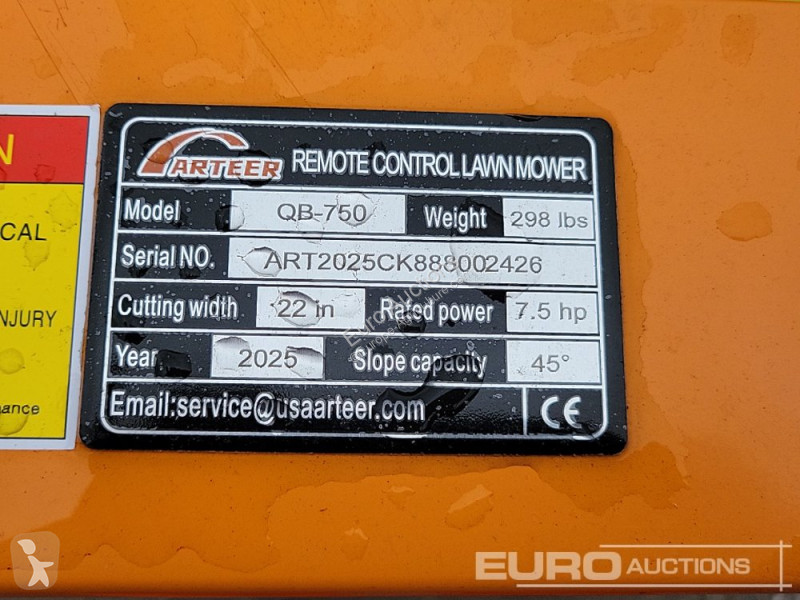 N
CAL
NJURY
nance
ARTEER REMOTE CONTROL LAWN MOWER
Model QB-750 Weight 298 lbs
Serial NO. ART2025CK888002426
Cutting width 22 in Rated power 7.5 hp
Year 2025 Slope capacity 45°
Email:service@usaarteer.com CE
EURO AUCTIONS